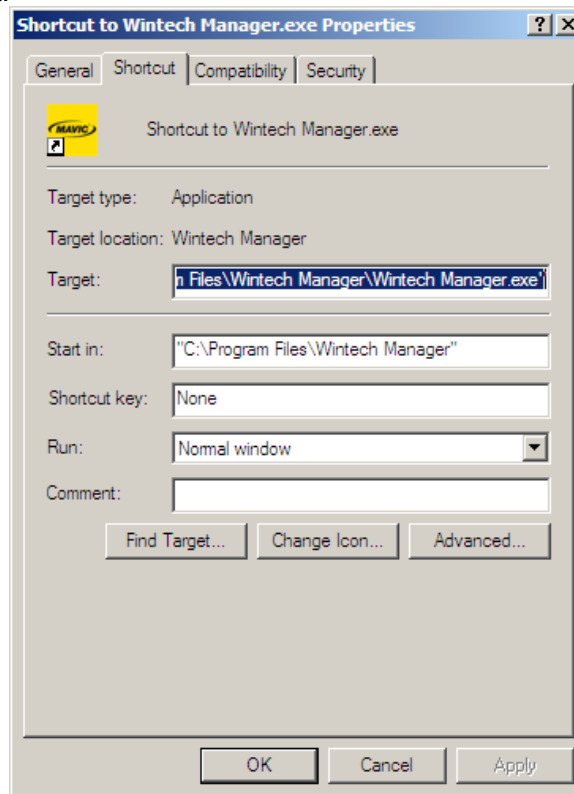 Shortcut to Wintech Manager.exe Properties ? X
General Shortcut Compatibility Security
MAVIC Shortcut to Wintech Manager.exe
Target type: Application
Target location: Wintech Manager
Target: n Files\Wintech Manager\Wintech Manager.exe"
Start in: "C:\Program Files\Wintech Manager"
Shortcut key: None
Run: Normal window
Comment:
Find Target... Change Icon... Advanced...
OK Cancel Apply